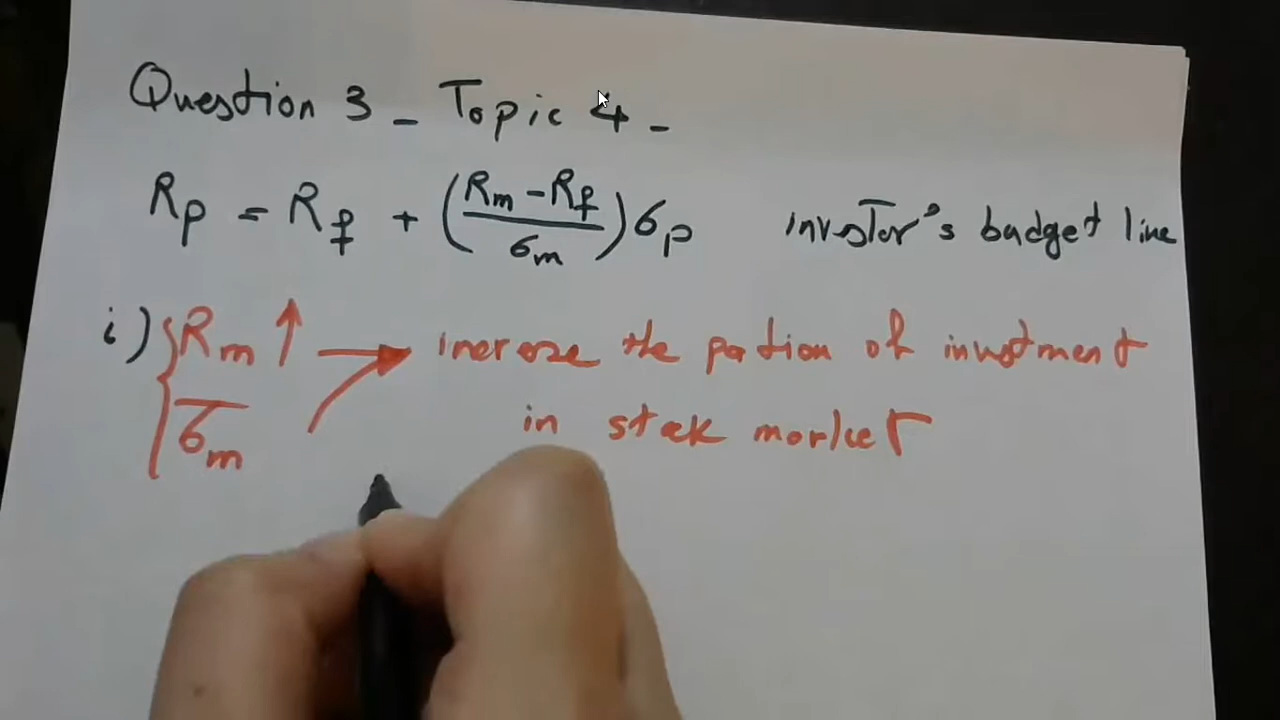 Question 3 - Topic 4 -
Rp = Rf + (Rm - Rf / σm) σp investor's budget line
i) { Rm ↑ → increase the portion of investment
σ̅m in stock market